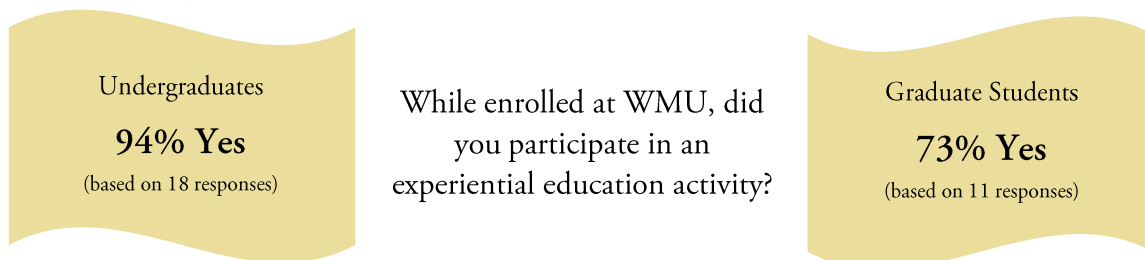 Undergraduates
94% Yes
(based on 18 responses)
While enrolled at WMU, did
you participate in an
experiential education activity?
Graduate Students
73% Yes
(based on 11 responses)